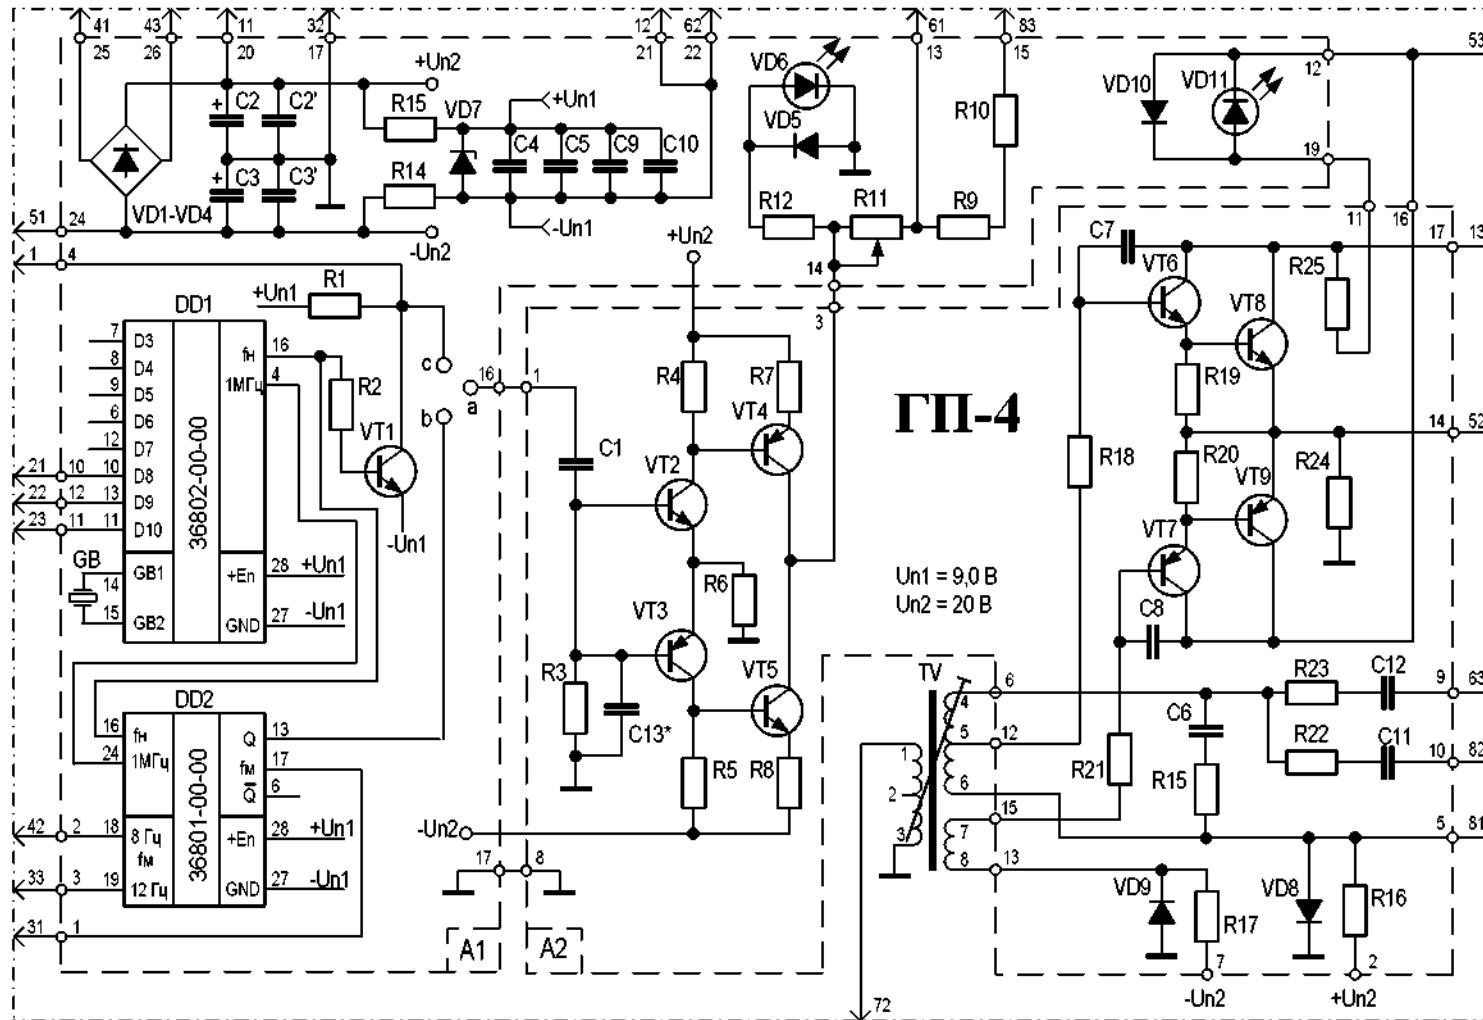 41 43 11 32 12 62 61 83 53
25 26 20 17 21 22 13 15 12
+Un2
C2 C2' R15 VD7 +Un1
C4 C5 C9 C10
VD6
VD5
R10
VD10 VD11
19
C3 C3' R14
VD1-VD4
-Un1
-Un2
R12 R11 R9
51 24
1 4
+Un2
14
3
11 16
C7
17 13
VT6 R25
VT8
R1
+Un1
DD1
7 D3
8 D4
9 D5
6 D6
12 D7
21 10 10 D8
22 12 13 D9
23 11 11 D10
fн 16
1МГц 4
36802-00-00
R2
VT1
c
b
a
16 1
-Un1
GB
14 GB1
15 GB2
+En 28 +Un1
GND 27 -Un1
R4 R7
VT4
C1
VT2
ГП-4
R18
R19
14 52
R20
VT9
R24
VT7
C8
R6
Un1 = 9,0 В
Un2 = 20 В
VT3
R3
C13*
VT5
R5 R8
-Un2
17 8
DD2
16 fн
24 1МГц
Q 13
fм 17
Q 6
36801-00-00
42 2 18 8 Гц
fм
33 3 19 12 Гц
+En 28 +Un1
GND 27 -Un1
31 1
A1 A2
TV
1
2
3
4
5
6
7
8
6
12
15
13
R21
C6
R15
R23 C12 9 63
R22 C11 10 82
5 81
VD9 R17 VD8 R16
7 2
-Un2 +Un2
72